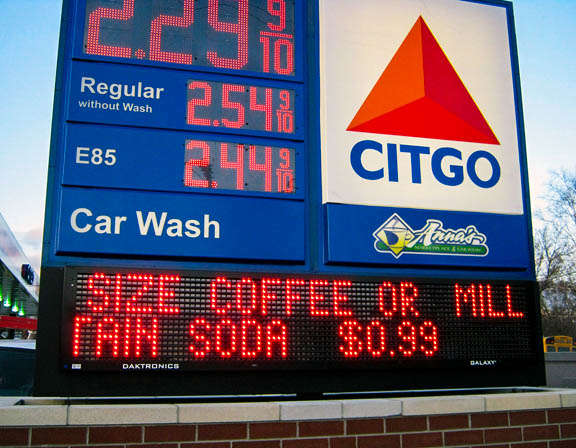 2.29 9/10
Regular
without Wash
2.54 9/10
E85
2.44 9/10
Car Wash
CITGO
Anna's
SIZE COFFEE OR MILL
TAIN SODA $0.99
DAKTRONICS
GALAXY